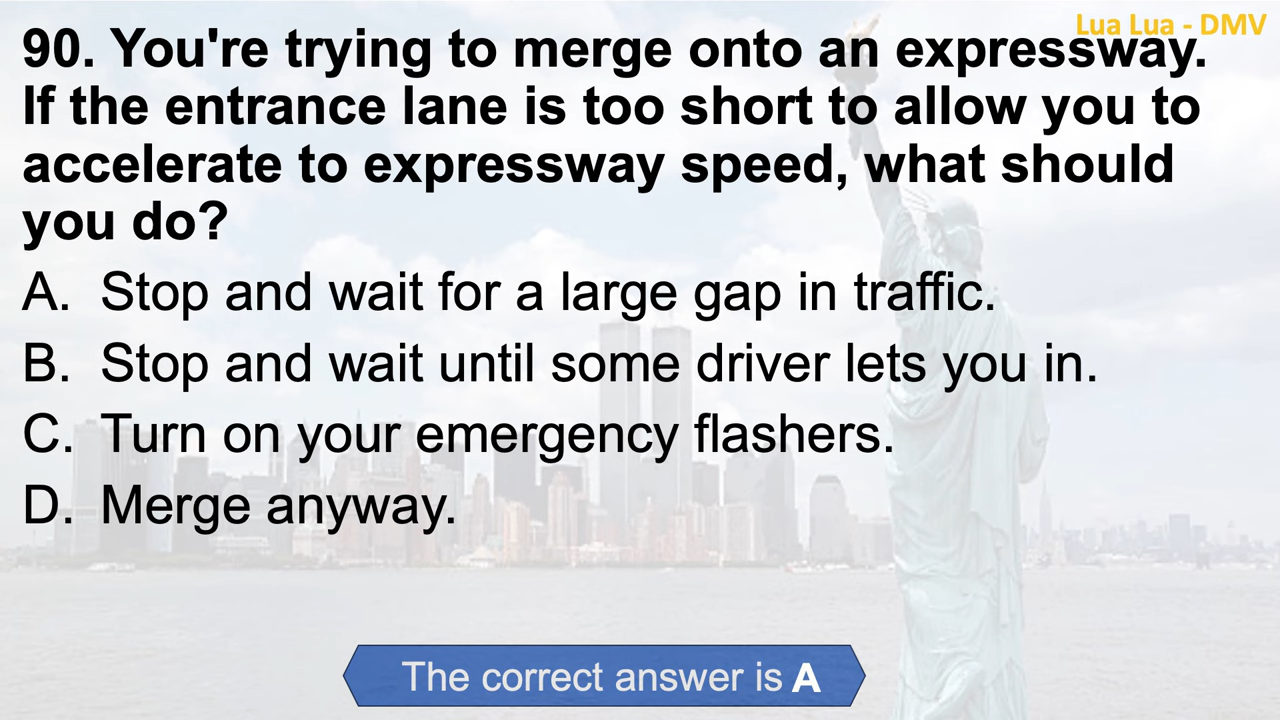 Lua Lua - DMV
90. You're trying to merge onto an expressway.
If the entrance lane is too short to allow you to
accelerate to expressway speed, what should
you do?
A. Stop and wait for a large gap in traffic.
B. Stop and wait until some driver lets you in.
C. Turn on your emergency flashers.
D. Merge anyway.
The correct answer is A